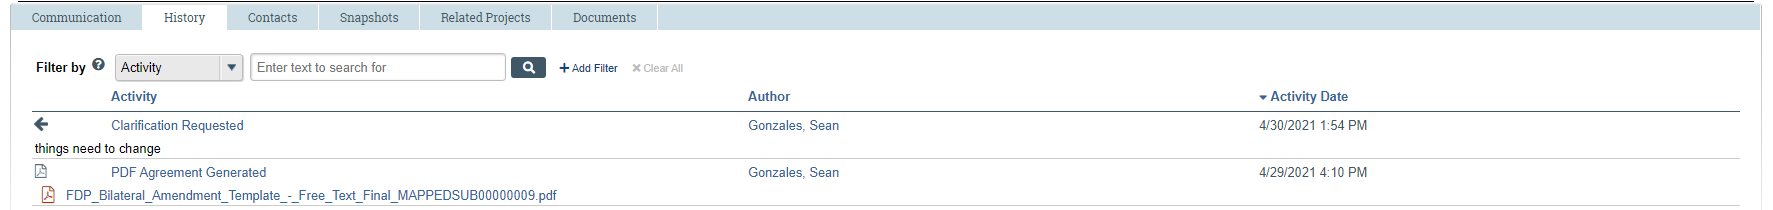 Communication History Contacts Snapshots Related Projects Documents
Filter by ? Activity Enter text to search for + Add Filter × Clear All
Activity Author Activity Date
Clarification Requested Gonzales, Sean 4/30/2021 1:54 PM
things need to change
PDF Agreement Generated Gonzales, Sean 4/29/2021 4:10 PM
FDP_Bilateral_Amendment_Template_-_Free_Text_Final_MAPPEDSUB00000009.pdf